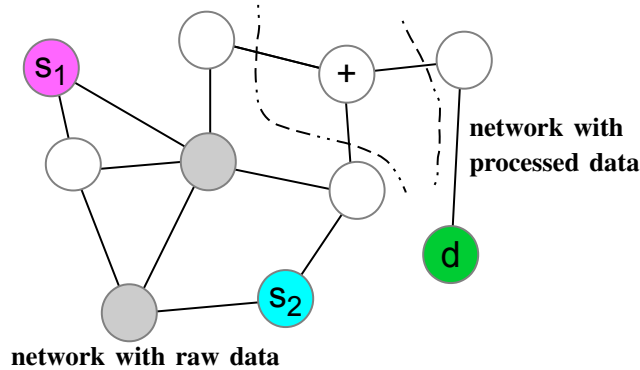 s1
+
network with
processed data
d
s2
network with raw data